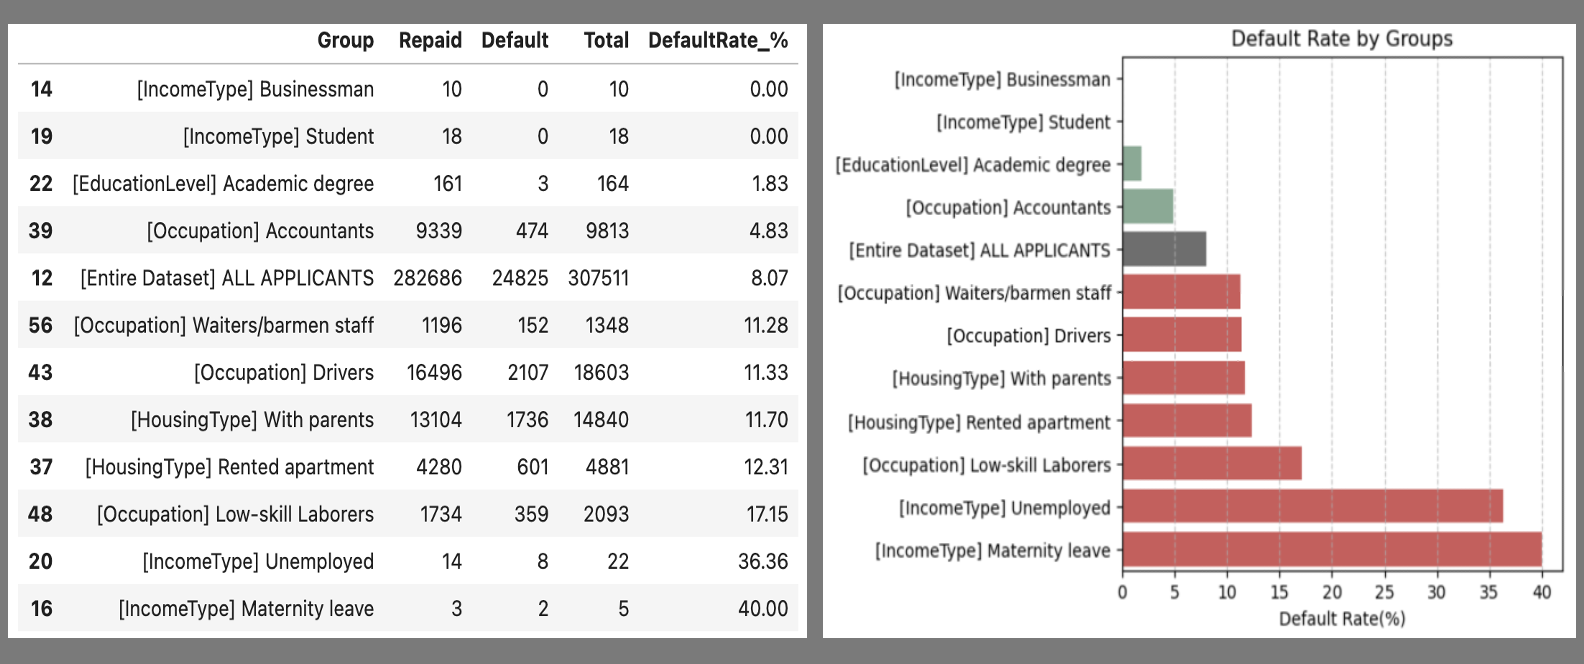 Group Repaid Default Total DefaultRate_%
14 [IncomeType] Businessman 10 0 10 0.00
19 [IncomeType] Student 18 0 18 0.00
22 [EducationLevel] Academic degree 161 3 164 1.83
39 [Occupation] Accountants 9339 474 9813 4.83
12 [Entire Dataset] ALL APPLICANTS 282686 24825 307511 8.07
56 [Occupation] Waiters/barmen staff 1196 152 1348 11.28
43 [Occupation] Drivers 16496 2107 18603 11.33
38 [HousingType] With parents 13104 1736 14840 11.70
37 [HousingType] Rented apartment 4280 601 4881 12.31
48 [Occupation] Low-skill Laborers 1734 359 2093 17.15
20 [IncomeType] Unemployed 14 8 22 36.36
16 [IncomeType] Maternity leave 3 2 5 40.00
Default Rate by Groups
[IncomeType] Businessman
[IncomeType] Student
[EducationLevel] Academic degree
[Occupation] Accountants
[Entire Dataset] ALL APPLICANTS
[Occupation] Waiters/barmen staff
[Occupation] Drivers
[HousingType] With parents
[HousingType] Rented apartment
[Occupation] Low-skill Laborers
[IncomeType] Unemployed
[IncomeType] Maternity leave
0 5 10 15 20 25 30 35 40
Default Rate(%)